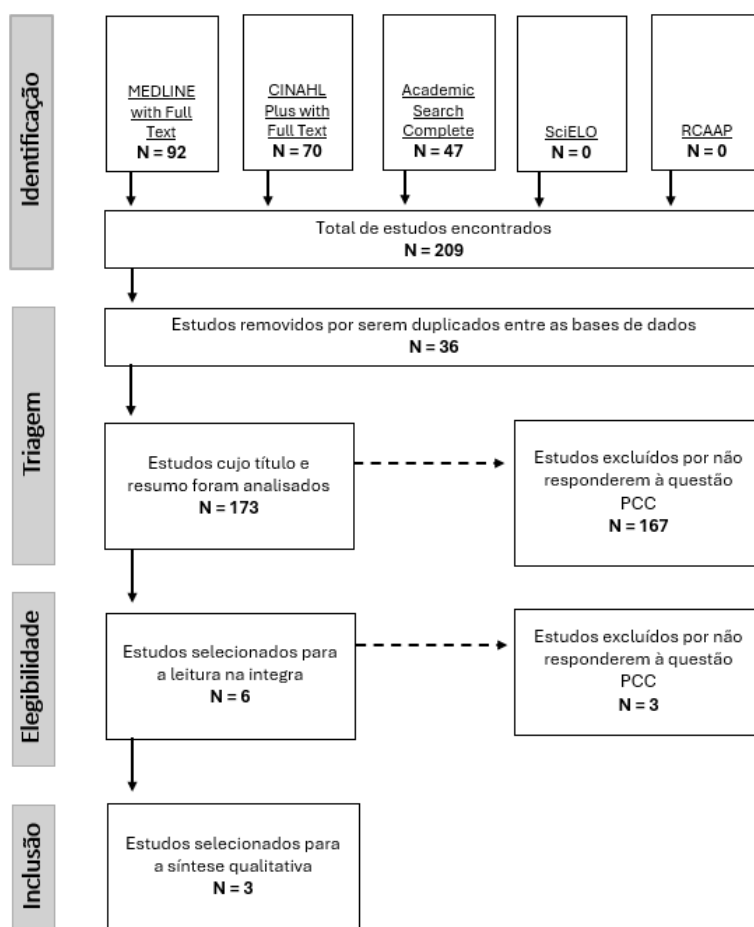 Identificação
MEDLINE
with Full
Text
N = 92
CINAHL
Plus with
Full Text
N = 70
Academic
Search
Complete
N = 47
SciELO
N = 0
RCAAP
N = 0
Total de estudos encontrados
N = 209
Triagem
Estudos removidos por serem duplicados entre as bases de dados
N = 36
Estudos cujo título e
resumo foram analisados
N = 173
Estudos excluídos por não
responderem à questão
PCC
N = 167
Elegibilidade
Estudos selecionados para
a leitura na integra
N = 6
Estudos excluídos por não
responderem à questão
PCC
N = 3
Inclusão
Estudos selecionados para
a síntese qualitativa
N = 3